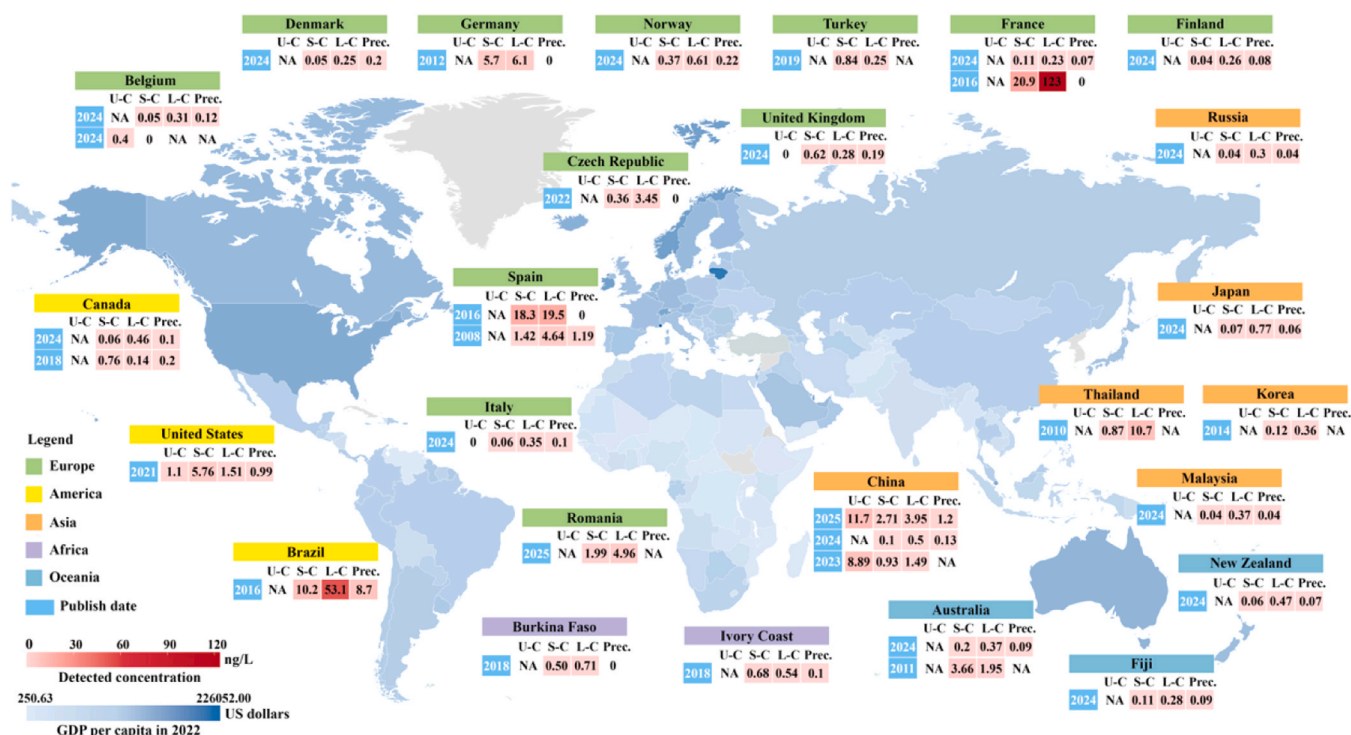 Denmark
U-C S-C L-C Prec.
2024 NA 0.05 0.25 0.2
Germany
U-C S-C L-C Prec.
2012 NA 5.7 6.1 0
Norway
U-C S-C L-C Prec.
2024 NA 0.37 0.61 0.22
Turkey
U-C S-C L-C Prec.
2019 NA 0.84 0.25 NA
France
U-C S-C L-C Prec.
2024 NA 0.11 0.23 0.07
2016 NA 20.9 123 0
Finland
U-C S-C L-C Prec.
2024 NA 0.04 0.26 0.08
Belgium
U-C S-C L-C Prec.
2024 NA 0.05 0.31 0.12
2024 0.4 0 NA NA
United Kingdom
U-C S-C L-C Prec.
2024 0 0.62 0.28 0.19
Russia
U-C S-C L-C Prec.
2024 NA 0.04 0.3 0.04
Czech Republic
U-C S-C L-C Prec.
2022 NA 0.36 3.45 0
Spain
U-C S-C L-C Prec.
2016 NA 18.3 19.5 0
2008 NA 1.42 4.64 1.19
Canada
U-C S-C L-C Prec.
2024 NA 0.06 0.46 0.1
2018 NA 0.76 0.14 0.2
Japan
U-C S-C L-C Prec.
2024 NA 0.07 0.77 0.06
Italy
U-C S-C L-C Prec.
2024 0 0.06 0.35 0.1
Thailand
U-C S-C L-C Prec.
2010 NA 0.87 10.7 NA
Korea
U-C S-C L-C Prec.
2014 NA 0.12 0.36 NA
United States
U-C S-C L-C Prec.
2021 1.1 5.76 1.51 0.99
China
U-C S-C L-C Prec.
2025 11.7 2.71 3.95 1.2
2024 NA 0.1 0.5 0.13
2023 8.89 0.93 1.49 NA
Malaysia
U-C S-C L-C Prec.
2024 NA 0.04 0.37 0.04
Romania
U-C S-C L-C Prec.
2025 NA 1.99 4.96 NA
Brazil
U-C S-C L-C Prec.
2016 NA 10.2 53.1 8.7
New Zealand
U-C S-C L-C Prec.
2024 NA 0.06 0.47 0.07
Australia
U-C S-C L-C Prec.
2024 NA 0.2 0.37 0.09
2011 NA 3.66 1.95 NA
Burkina Faso
U-C S-C L-C Prec.
2018 NA 0.50 0.71 0
Ivory Coast
U-C S-C L-C Prec.
2018 NA 0.68 0.54 0.1
Fiji
U-C S-C L-C Prec.
2024 NA 0.11 0.28 0.09
Legend
Europe
America
Asia
Africa
Oceania
Publish date
0 30 90 120
ng/L
Detected concentration
250.63 226052.00
US dollars
GDP per capita in 2022